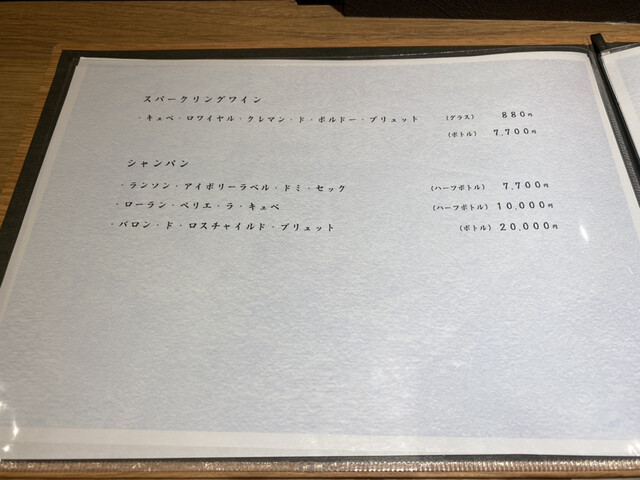 スパークリングワイン
・キュベ・ロワイヤル・クレマン・ド・ボルドー・ブリュット (グラス) 880円
(ボトル) 7,700円
シャンパン
・ランソン・アイボリーラベル・ドミ・セック (ハーフボトル) 7,700円
・ローラン・ペリエ・ラ・キュベ (ハーフボトル) 10,000円
・バロン・ド・ロスチャイルド・ブリュット (ボトル) 20,000円